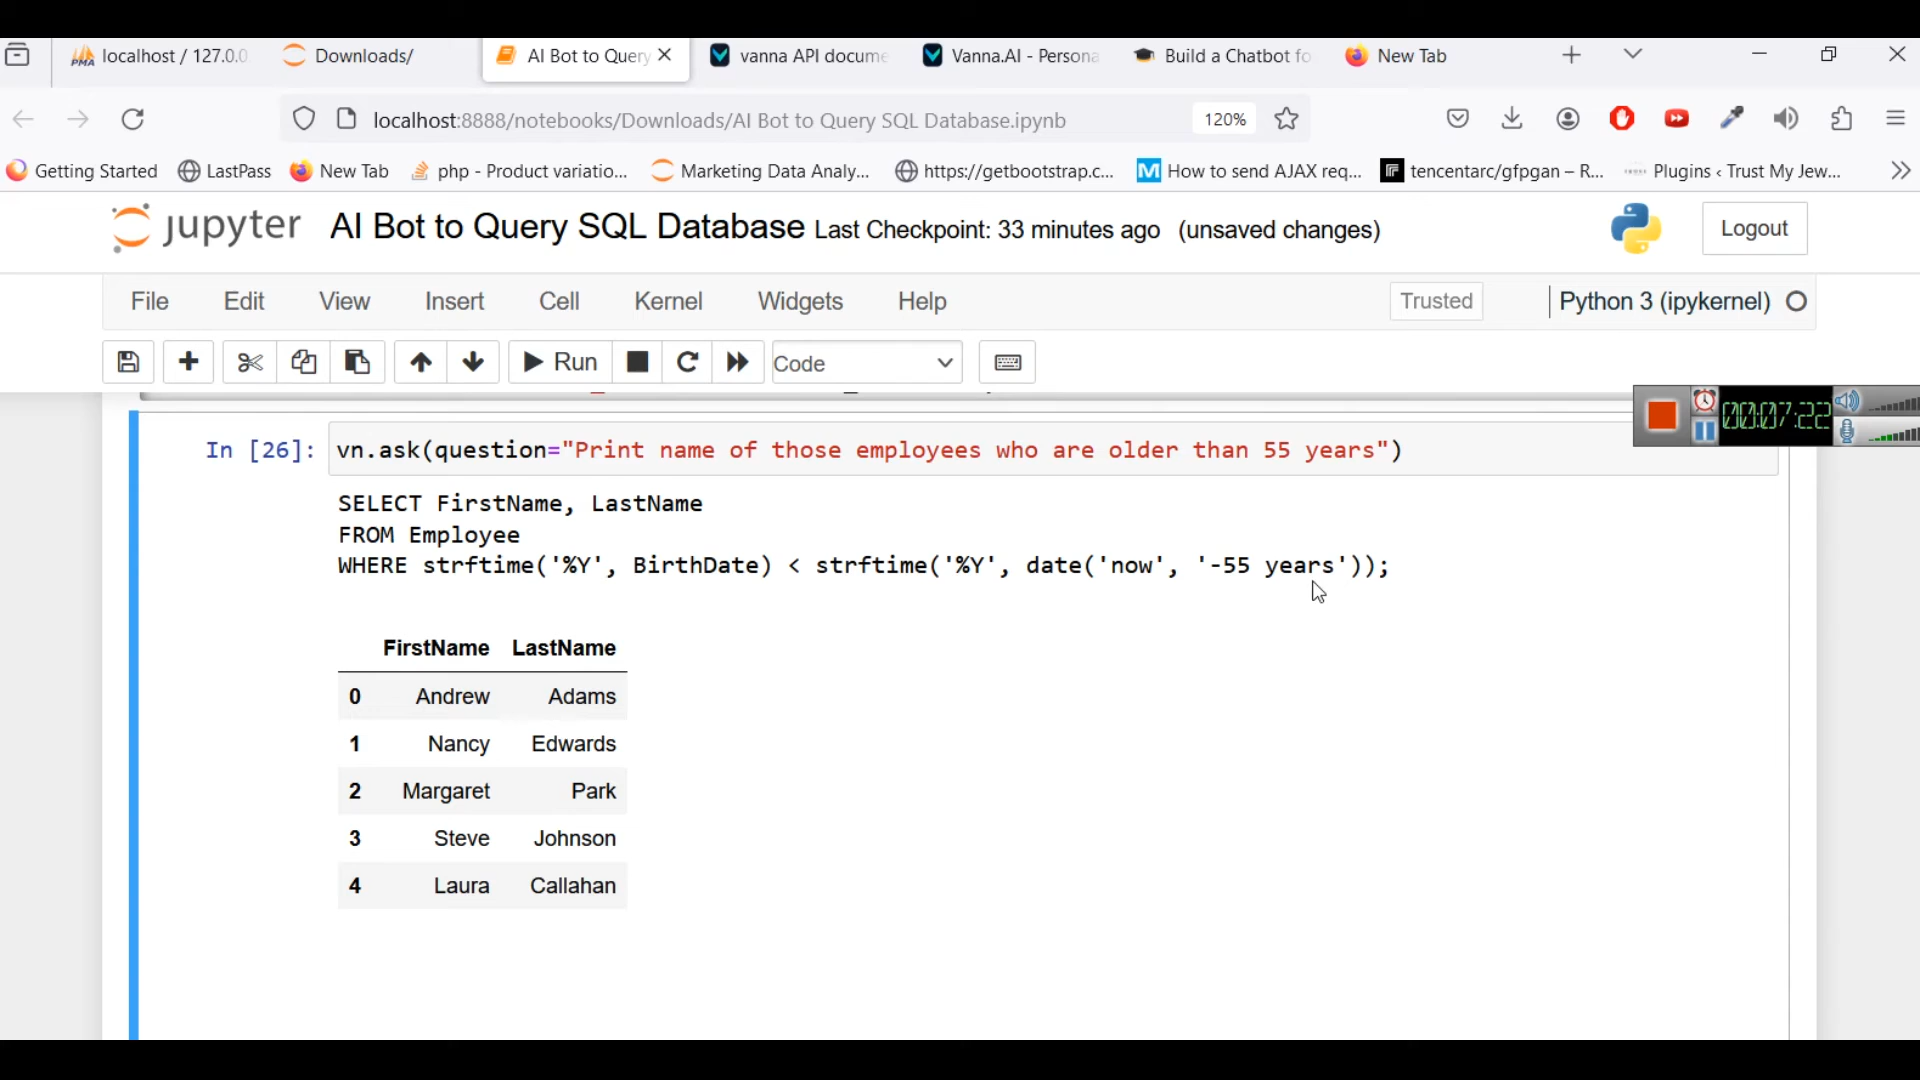 PMA localhost / 127.0.0
Downloads/
AI Bot to Query
vanna API docume
Vanna.AI - Persona
Build a Chatbot fo
New Tab
localhost:8888/notebooks/Downloads/AI Bot to Query SQL Database.ipynb
120%
Getting Started
LastPass
New Tab
php - Product variatio...
Marketing Data Analy...
https://getbootstrap.c...
M How to send AJAX req...
tencentarc/gfpgan – R...
Plugins ‹ Trust My Jew...
jupyter AI Bot to Query SQL Database Last Checkpoint: 33 minutes ago (unsaved changes)
Logout
File Edit View Insert Cell Kernel Widgets Help
Trusted
Python 3 (ipykernel)
Run
Code
00:07:22
In [26]: vn.ask(question="Print name of those employees who are older than 55 years")
SELECT FirstName, LastName
FROM Employee
WHERE strftime('%Y', BirthDate) < strftime('%Y', date('now', '-55 years'));
FirstName LastName
0 Andrew Adams
1 Nancy Edwards
2 Margaret Park
3 Steve Johnson
4 Laura Callahan